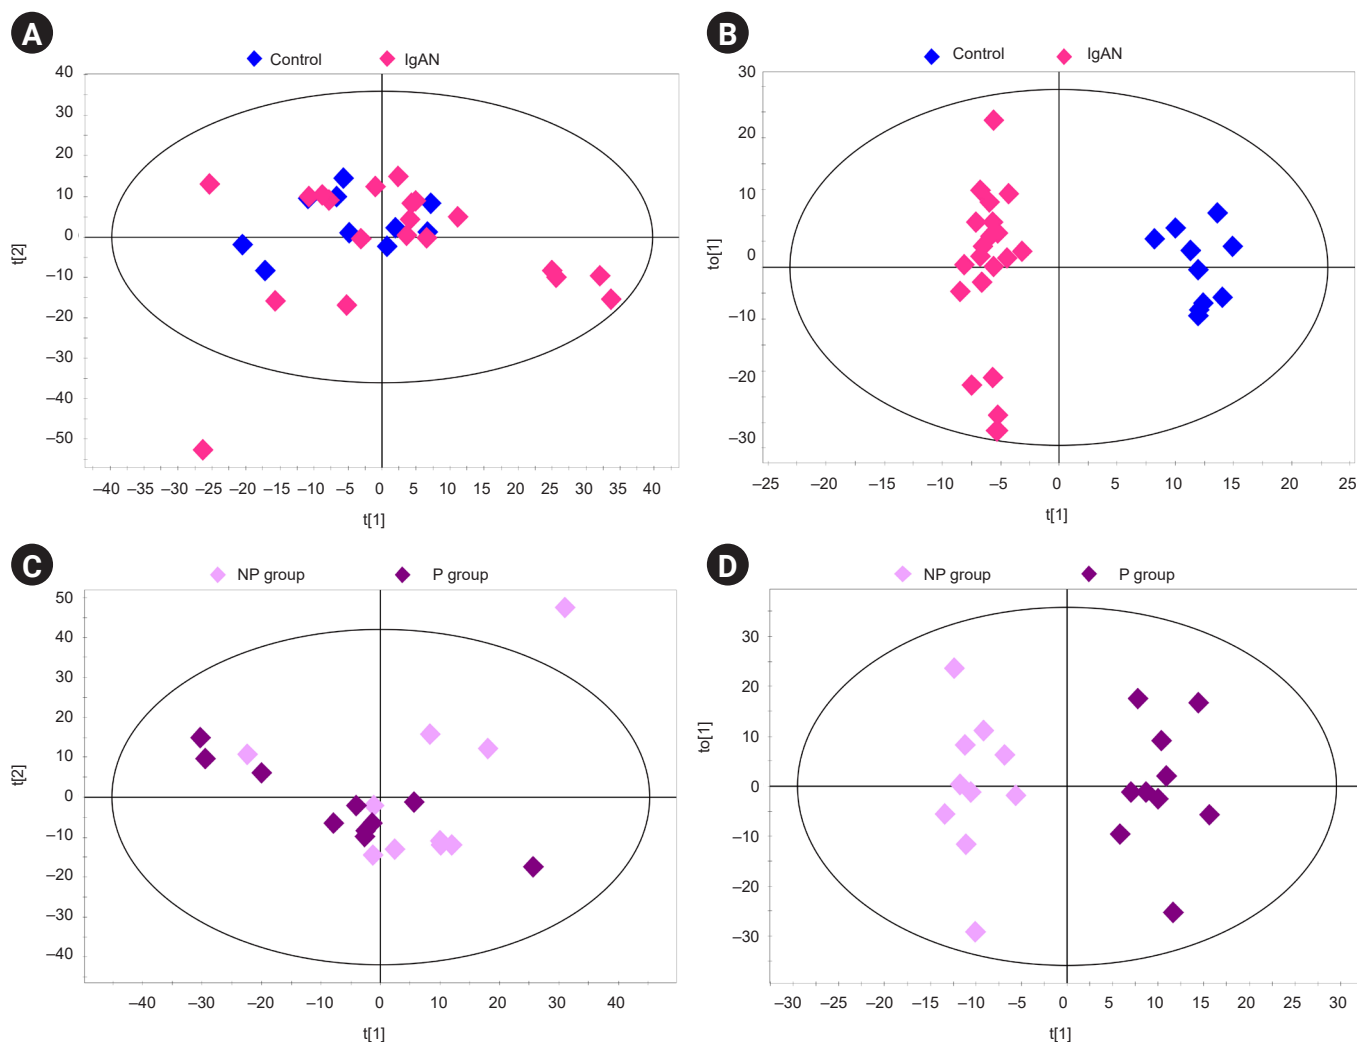 A
Control IgAN
40
30
20
10
0
–10
–20
–30
–40
–50
t[2]
–40 –35 –30 –25 –20 –15 –10 –5 0 5 10 15 20 25 30 35 40
t[1]
B
Control IgAN
30
20
10
0
–10
–20
–30
to[1]
–25 –20 –15 –10 –5 0 5 10 15 20 25
t[1]
C
NP group P group
50
40
30
20
10
0
–10
–20
–30
–40
t[2]
–40 –30 –20 –10 0 10 20 30 40
t[1]
D
NP group P group
30
20
10
0
–10
–20
–30
to[1]
–30 –25 –20 –15 –10 –5 0 5 10 15 20 25 30
t[1]